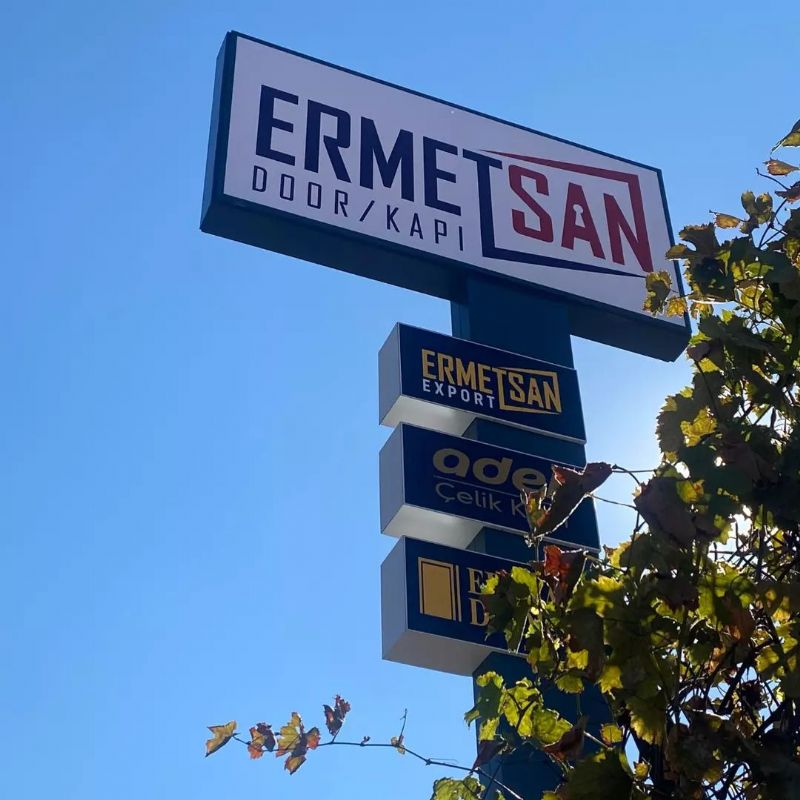 ERMETSAN
DOOR/KAPI
ERMETSAN
EXPORT
Çelik